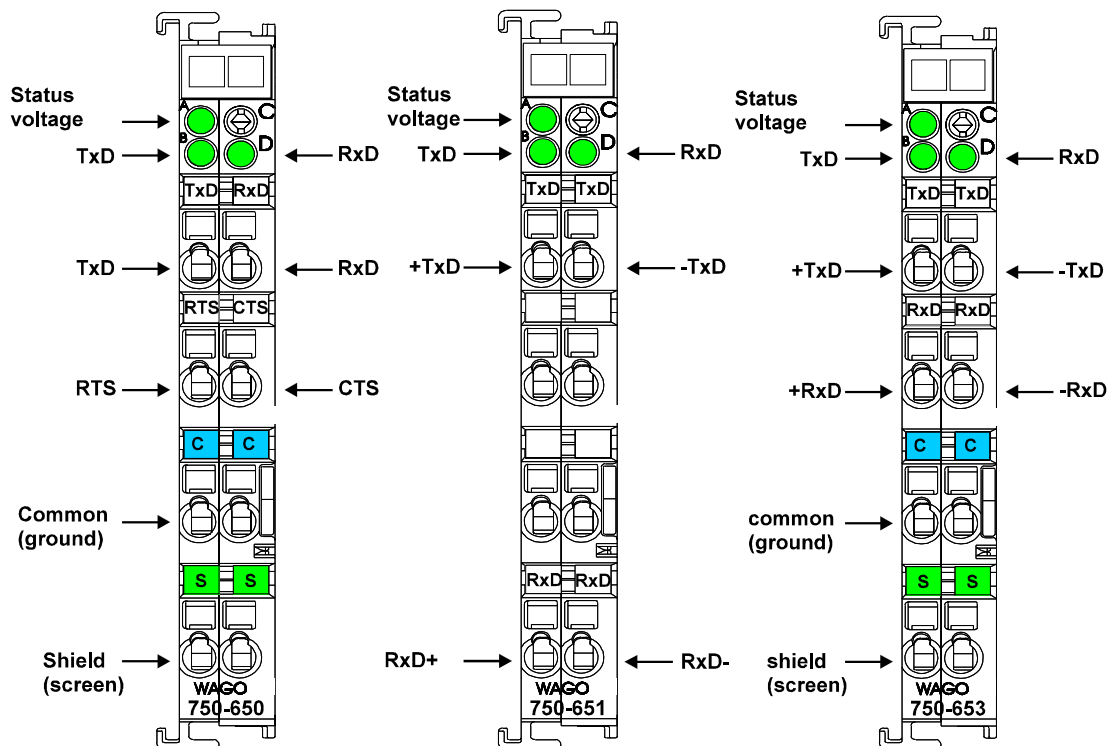 Status
voltage
A
C
TxD
B
D
RxD
TxD RxD
TxD
RxD
RTS CTS
RTS
CTS
C C
Common
(ground)
S S
Shield
(screen)
WAGO
750-650
Status
voltage
A
C
TxD
B
D
RxD
TxD TxD
+TxD
-TxD
RxD RxD
RxD+
RxD-
WAGO
750-651
Status
voltage
A
C
TxD
B
D
RxD
TxD TxD
+TxD
-TxD
RxD RxD
+RxD
-RxD
C C
common
(ground)
S S
shield
(screen)
WAGO
750-653